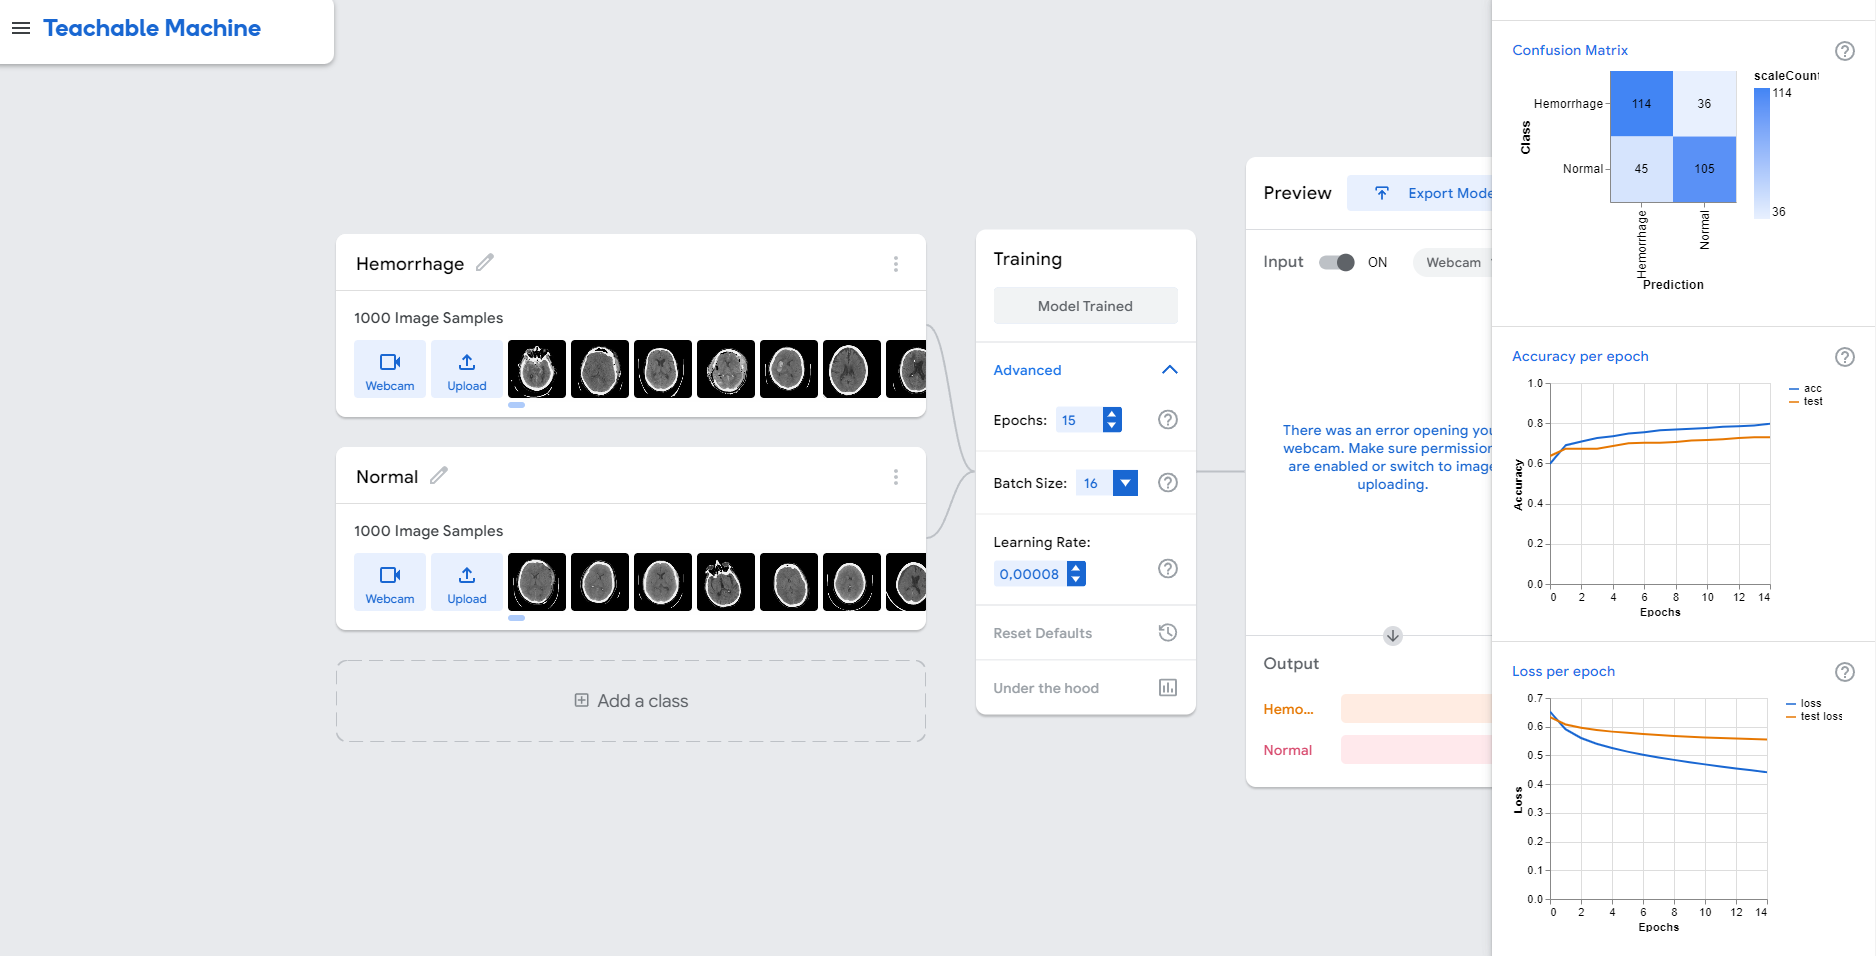 Teachable Machine
Hemorrhage
1000 Image Samples
Webcam
Upload
Normal
1000 Image Samples
Webcam
Upload
Add a class
Training
Model Trained
Advanced
Epochs: 15
Batch Size: 16
Learning Rate:
0,00008
Reset Defaults
Under the hood
Preview
Export Mode
Input ON Webcam
There was an error opening you
webcam. Make sure permission
are enabled or switch to image
uploading.
Output
Hemo...
Normal
Confusion Matrix
scaleCount
114
36
Class
Hemorrhage 114 36
Normal 45 105
Hemorrhage Normal
Prediction
Accuracy per epoch
acc
test
Accuracy
1.0
0.8
0.6
0.4
0.2
0.0
0 2 4 6 8 10 12 14
Epochs
Loss per epoch
loss
test loss
Loss
0.7
0.6
0.5
0.4
0.3
0.2
0.1
0.0
0 2 4 6 8 10 12 14
Epochs